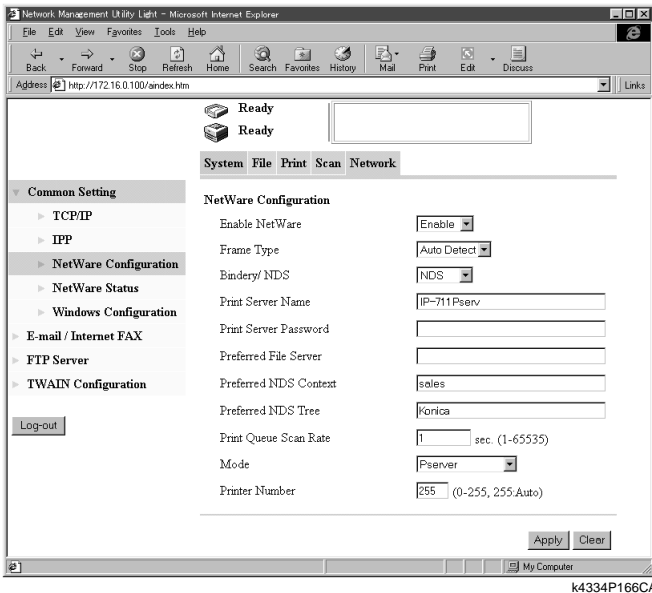 Network Management Utility Light - Microsoft Internet Explorer
File Edit View Favorites Tools Help
Back Forward Stop Refresh Home Search Favorites History Mail Print Edit Discuss
Address http://172.16.0.100/aindex.htm Links
Ready
Ready
System File Print Scan Network
Common Setting
TCP/IP
IPP
NetWare Configuration
NetWare Status
Windows Configuration
E-mail / Internet FAX
FTP Server
TWAIN Configuration
Log-out
NetWare Configuration
Enable NetWare Enable
Frame Type Auto Detect
Bindery/ NDS NDS
Print Server Name IP-711Pserv
Print Server Password
Preferred File Server
Preferred NDS Context sales
Preferred NDS Tree Konica
Print Queue Scan Rate 1 sec. (1-65535)
Mode Pserver
Printer Number 255 (0-255, 255:Auto)
Apply Clear
My Computer
k4334P166CA